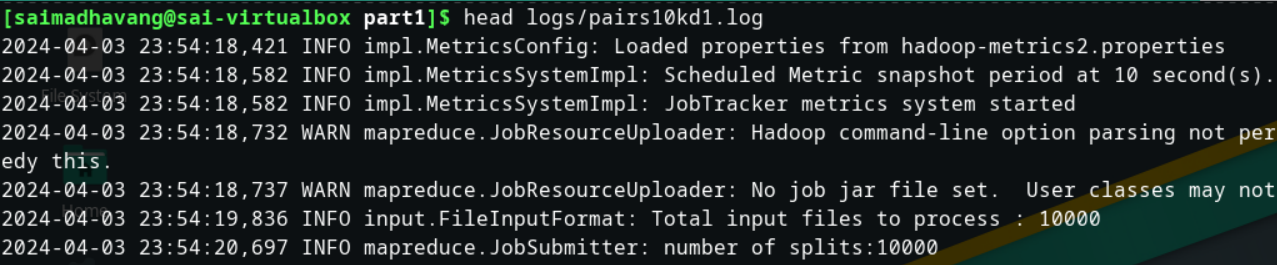 [saimadhavang@sai-virtualbox part1]$ head logs/pairs10kd1.log
2024-04-03 23:54:18,421 INFO impl.MetricsConfig: Loaded properties from hadoop-metrics2.properties
2024-04-03 23:54:18,582 INFO impl.MetricsSystemImpl: Scheduled Metric snapshot period at 10 second(s).
File System
2024-04-03 23:54:18,582 INFO impl.MetricsSystemImpl: JobTracker metrics system started
2024-04-03 23:54:18,732 WARN mapreduce.JobResourceUploader: Hadoop command-line option parsing not per
edy this.
2024-04-03 23:54:18,737 WARN mapreduce.JobResourceUploader: No job jar file set.  User classes may not
Home
2024-04-03 23:54:19,836 INFO input.FileInputFormat: Total input files to process : 10000
2024-04-03 23:54:20,697 INFO mapreduce.JobSubmitter: number of splits:10000